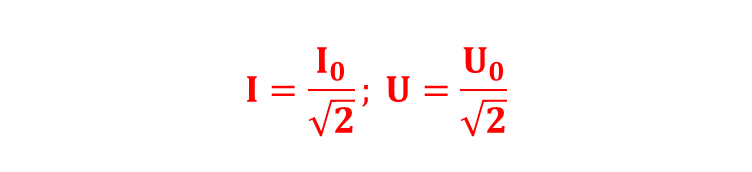 I = I₀/√2; U = U₀/√2